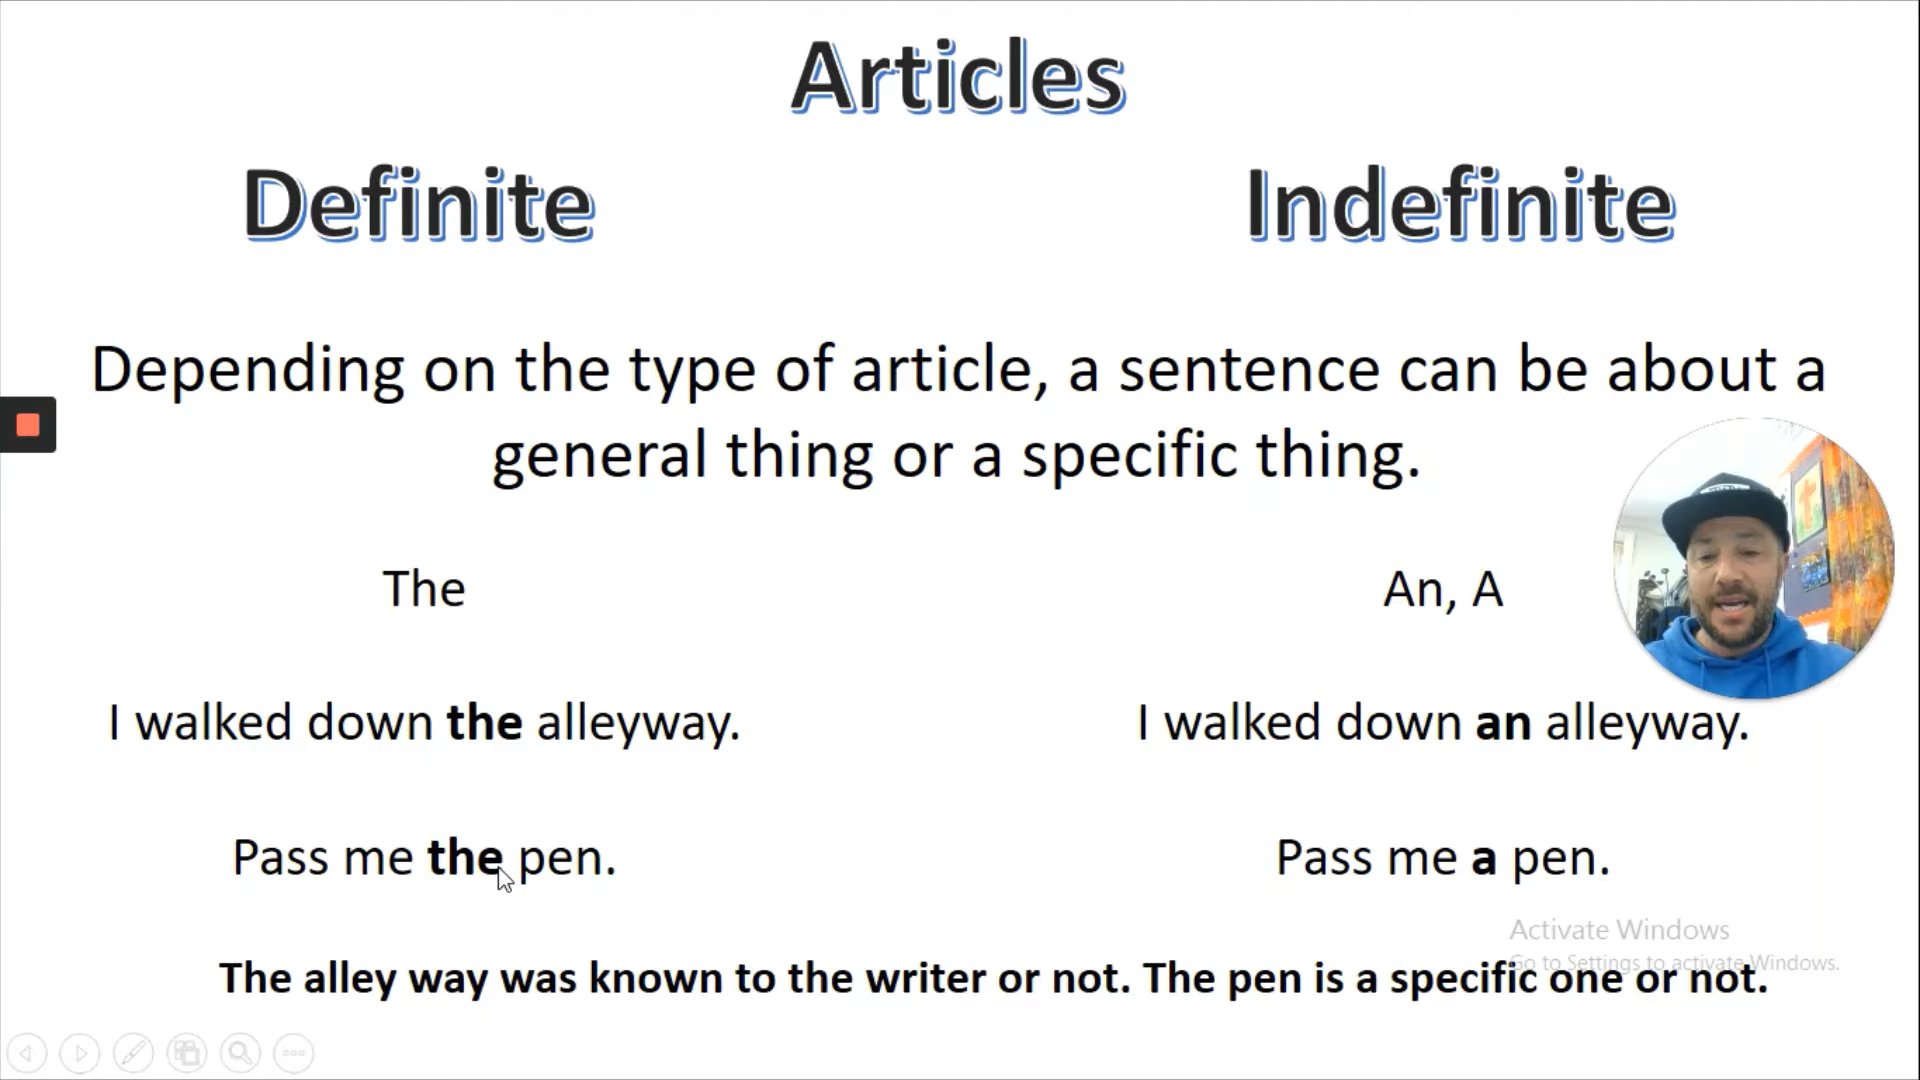 Articles
Definite
Indefinite
Depending on the type of article, a sentence can be about a
general thing or a specific thing.
The
An, A
I walked down the alleyway.
I walked down an alleyway.
Pass me the pen.
Pass me a pen.
Activate Windows
Go to Settings to activate Windows.
The alley way was known to the writer or not. The pen is a specific one or not.